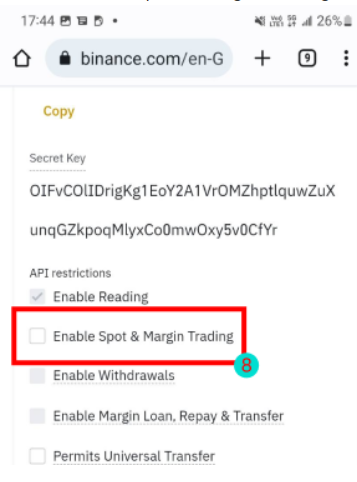 17:44
26%
binance.com/en-G
9
Copy
Secret Key
OIFvCOlIDrigKg1EoY2A1VrOMZhptlquwZuX
unqGZkpoqMlyxCo0mwOxy5v0CfYr
API restrictions
Enable Reading
Enable Spot & Margin Trading
8
Enable Withdrawals
Enable Margin Loan, Repay & Transfer
Permits Universal Transfer